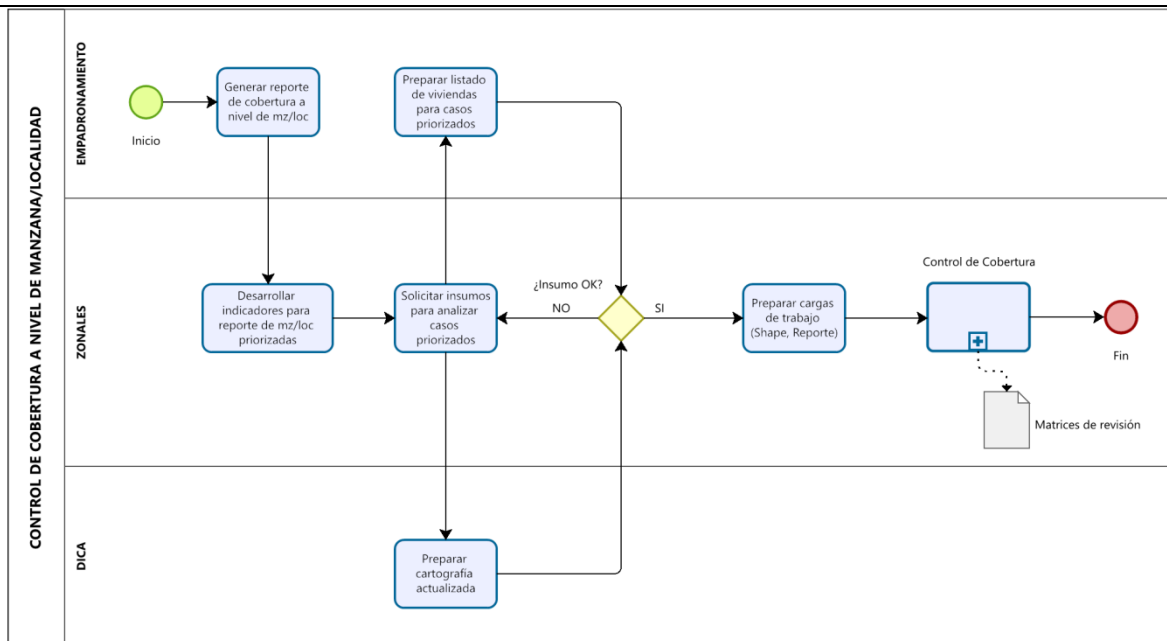 CONTROL DE COBERTURA A NIVEL DE MANZANA/LOCALIDAD
EMPADRONAMIENTO
Inicio
Generar reporte
de cobertura a
nivel de mz/loc
Preparar listado
de viviendas
para casos
priorizados
ZONALES
Desarrollar
indicadores para
reporte de mz/loc
priorizadas
Solicitar insumos
para analizar
casos
priorizados
¿Insumo OK?
NO
SI
Preparar cargas
de trabajo
(Shape, Reporte)
Control de Cobertura
Fin
Matrices de revisión
DICA
Preparar
cartografía
actualizada